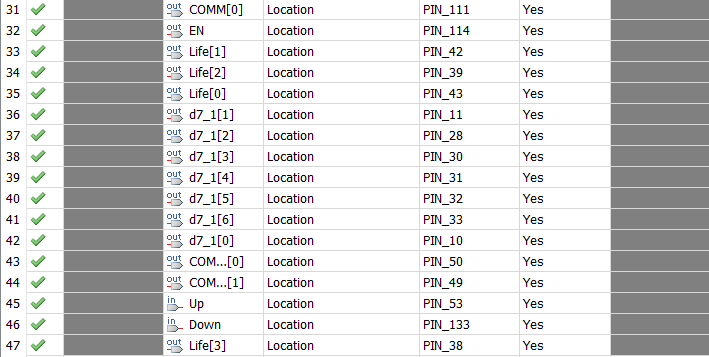 31 out COMM[0] Location PIN_111 Yes
32 out EN Location PIN_114 Yes
33 out Life[1] Location PIN_42 Yes
34 out Life[2] Location PIN_39 Yes
35 out Life[0] Location PIN_43 Yes
36 out d7_1[1] Location PIN_11 Yes
37 out d7_1[2] Location PIN_28 Yes
38 out d7_1[3] Location PIN_30 Yes
39 out d7_1[4] Location PIN_31 Yes
40 out d7_1[5] Location PIN_32 Yes
41 out d7_1[6] Location PIN_33 Yes
42 out d7_1[0] Location PIN_10 Yes
43 out COM...[0] Location PIN_50 Yes
44 out COM...[1] Location PIN_49 Yes
45 in Up Location PIN_53 Yes
46 in Down Location PIN_133 Yes
47 out Life[3] Location PIN_38 Yes